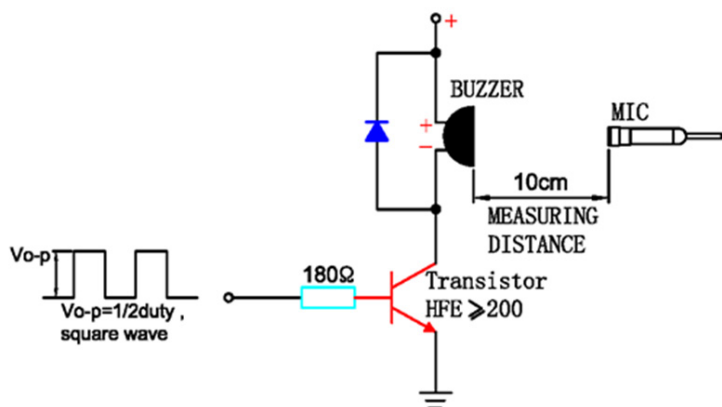 +
BUZZER
+
−
MIC
10cm
MEASURING
DISTANCE
Vo-p
Vo-p=1/2duty ,
square wave
180Ω
Transistor
HFE ⩾200